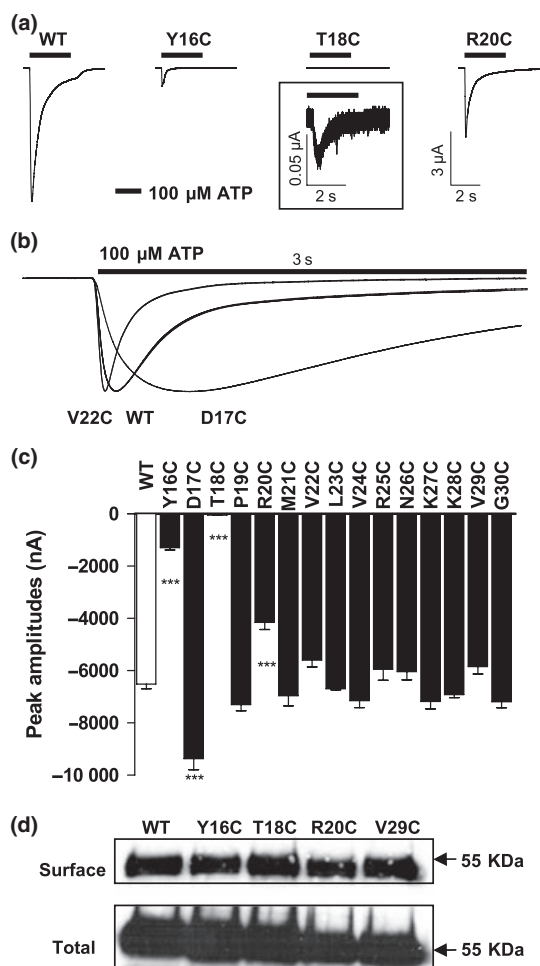 (a)
WT Y16C T18C R20C
0.05 µA
2 s
3 µA
2 s
100 µM ATP
(b)
100 µM ATP
3 s
V22C WT D17C
(c)
WT Y16C D17C T18C P19C R20C M21C V22C L23C V24C R25C N26C K27C K28C V29C G30C
Peak amplitudes (nA)
0
–2000
–4000
–6000
–8000
–10 000
***
***
***
***
(d)
WT Y16C T18C R20C V29C
Surface
55 KDa
Total
55 KDa